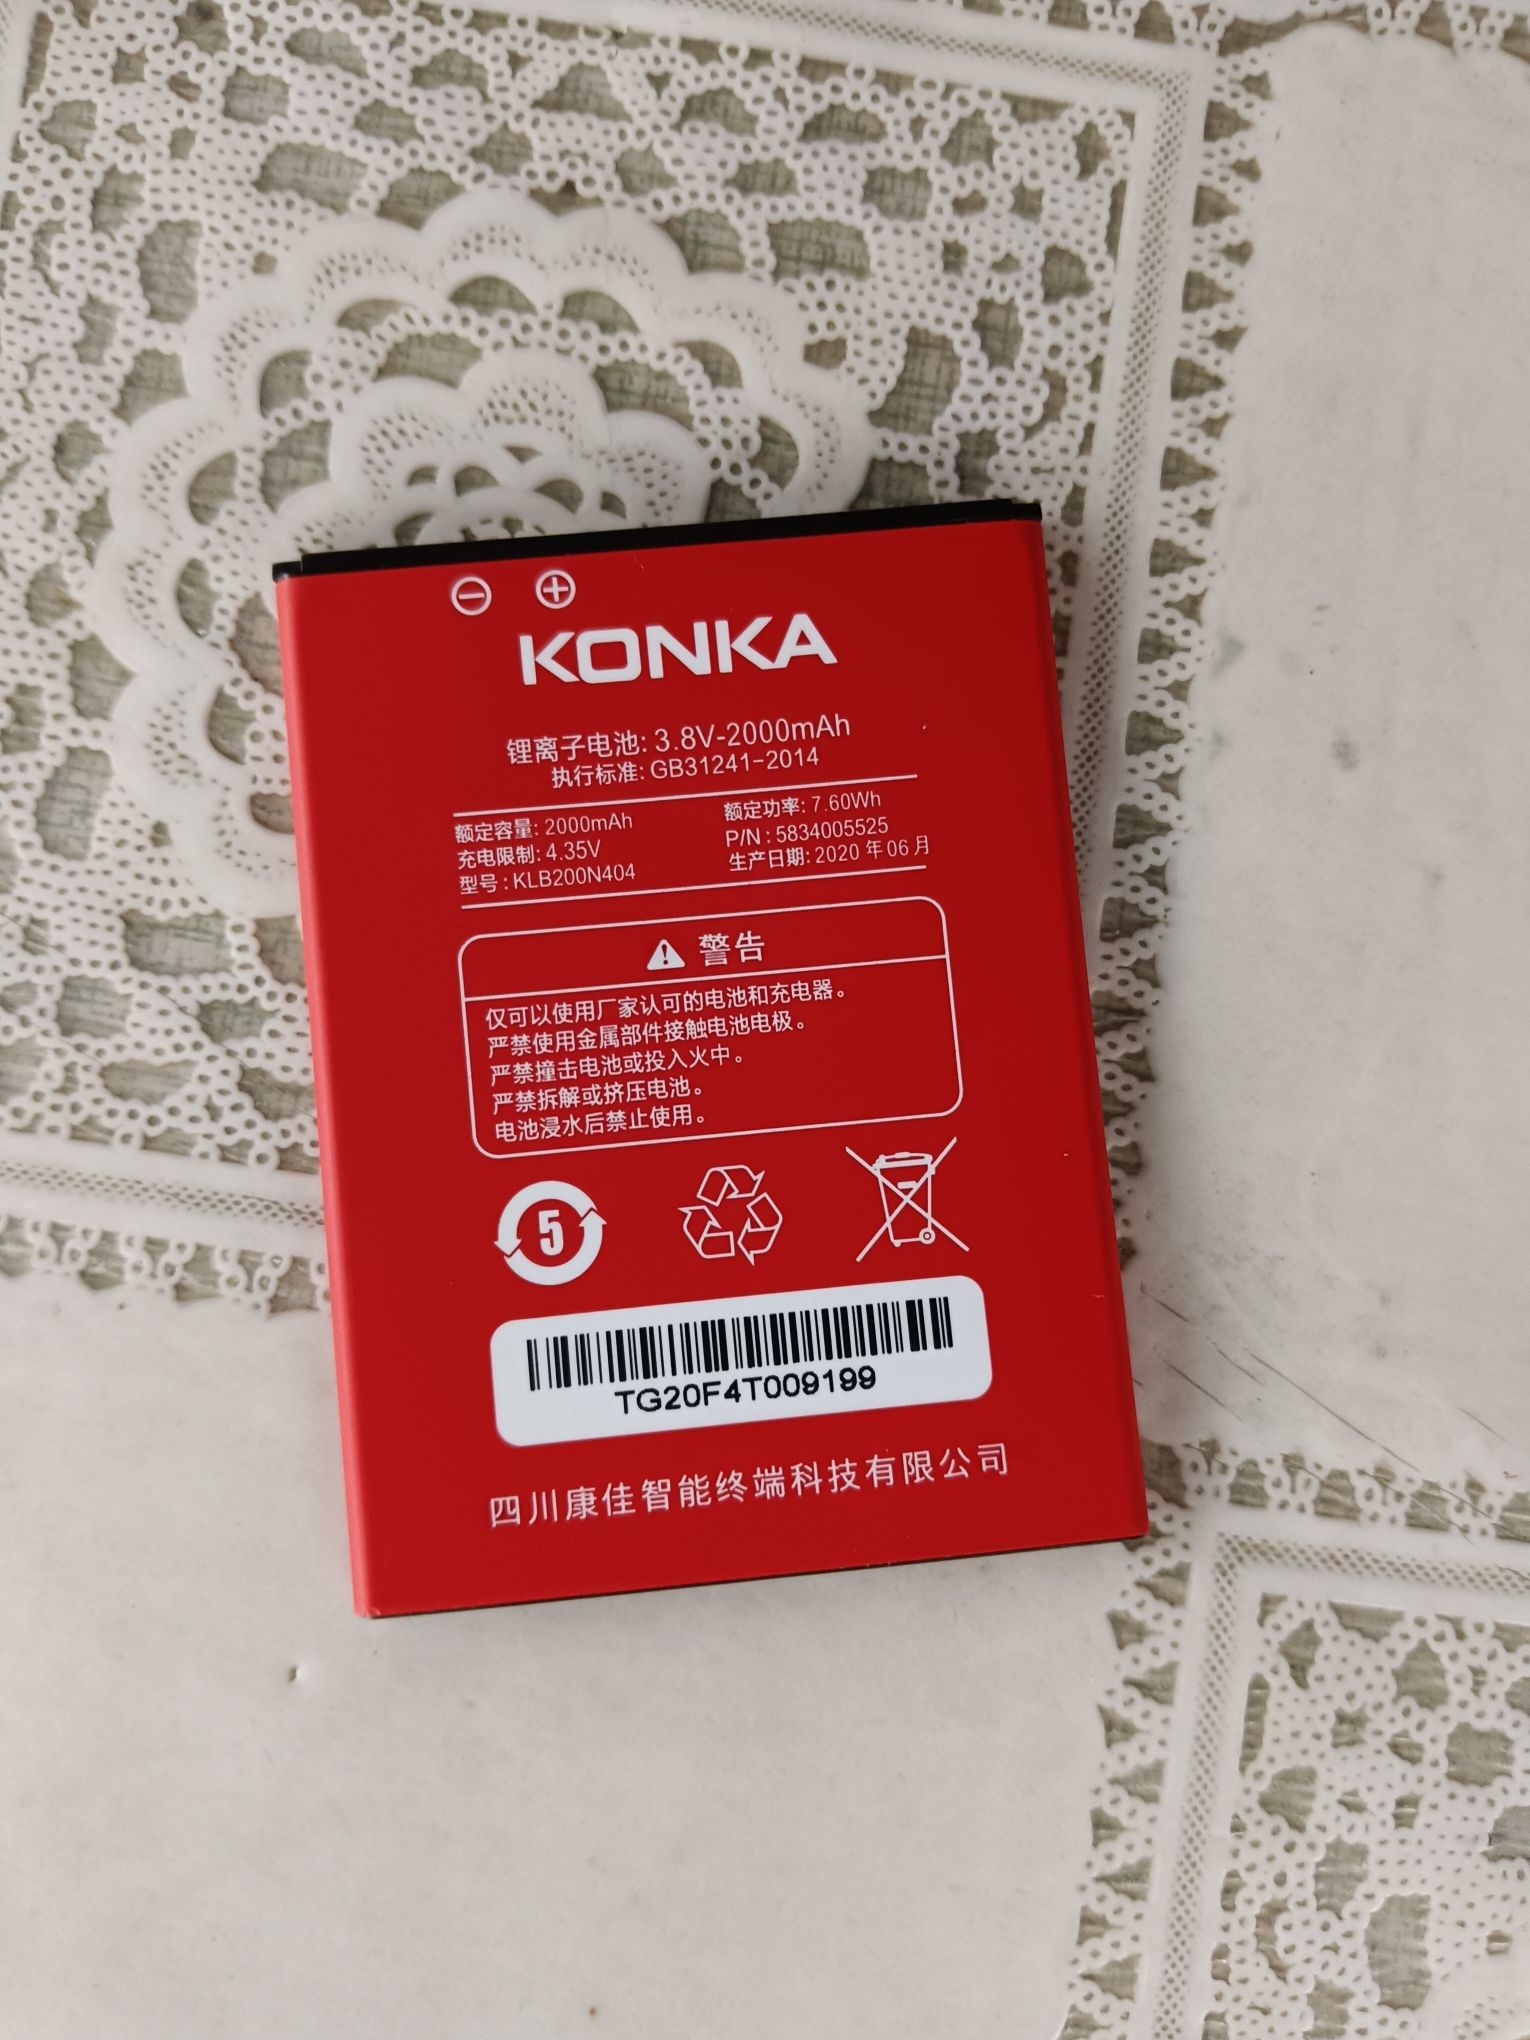 ⊖ ⊕
KONKA
锂离子电池: 3.8V-2000mAh
执行标准: GB31241-2014
额定容量: 2000mAh
充电限制: 4.35V
型号: KLB200N404
额定功率: 7.60Wh
P/N: 5834005525
生产日期: 2020 年 06 月
警告
仅可以使用厂家认可的电池和充电器。
严禁使用金属部件接触电池电极。
严禁撞击电池或投入火中。
严禁拆解或挤压电池。
电池浸水后禁止使用。
5
TG20F4T009199
四川康佳智能终端科技有限公司